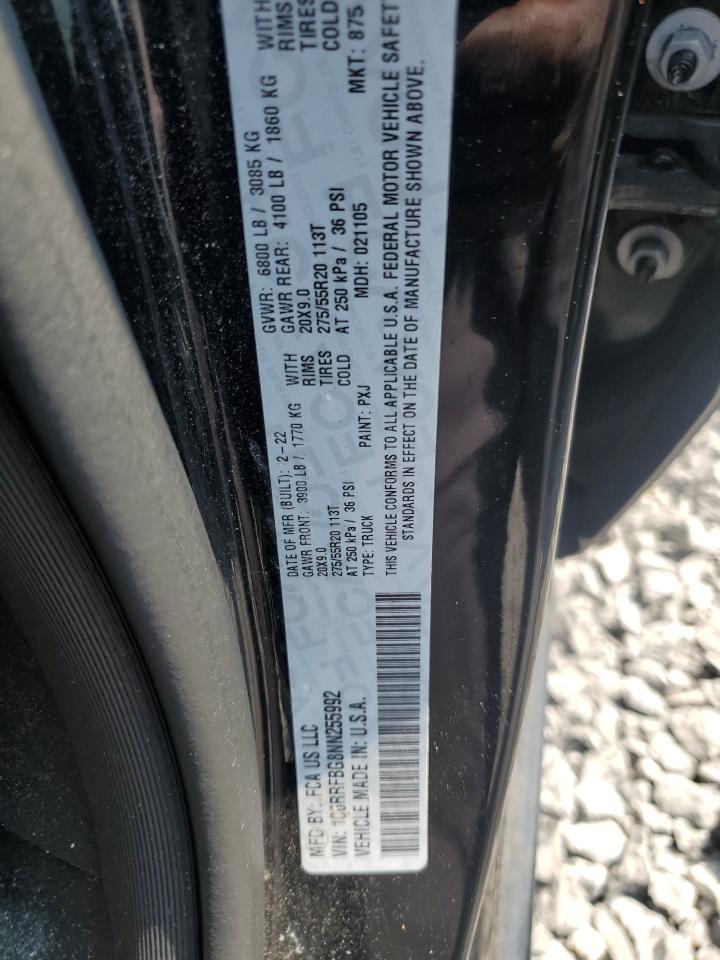 MFD BY: FCA US LLC
DATE OF MFR (BUILT): 2-22
GVWR: 6800 LB / 3085 KG
VIN: 1C6RRFBG8NN255992
GAWR FRONT: 3900 LB / 1770 KG WITH
GAWR REAR: 4100 LB / 1860 KG WITH
20X9.0 RIMS
20X9.0 RIMS
275/55R20 113T TIRES
275/55R20 113T TIRES
AT 250 kPa / 36 PSI COLD
AT 250 kPa / 36 PSI COLD
VEHICLE MADE IN: U.S.A.
TYPE: TRUCK PAINT: PXJ MDH: 021105 MKT: 875
THIS VEHICLE CONFORMS TO ALL APPLICABLE U.S.A. FEDERAL MOTOR VEHICLE SAFETY
STANDARDS IN EFFECT ON THE DATE OF MANUFACTURE SHOWN ABOVE.